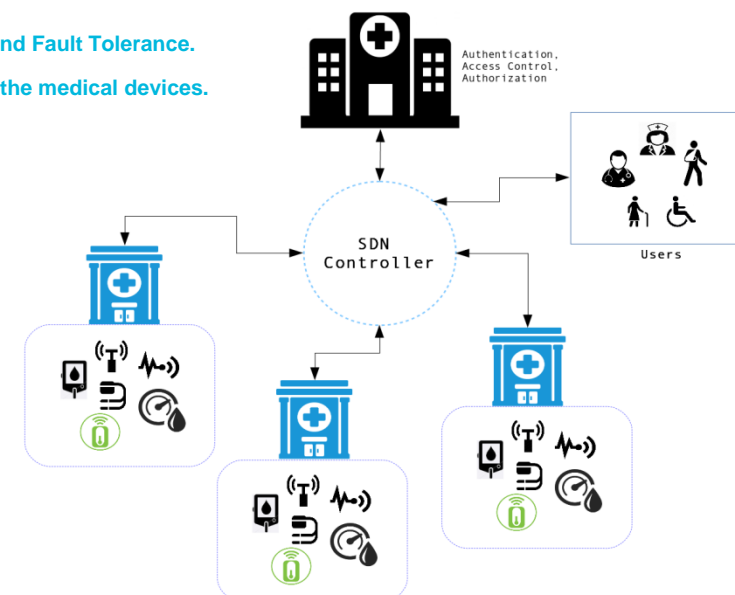 nd Fault Tolerance.
the medical devices.
Authentication,
Access Control,
Authorization
SDN
Controller
Users